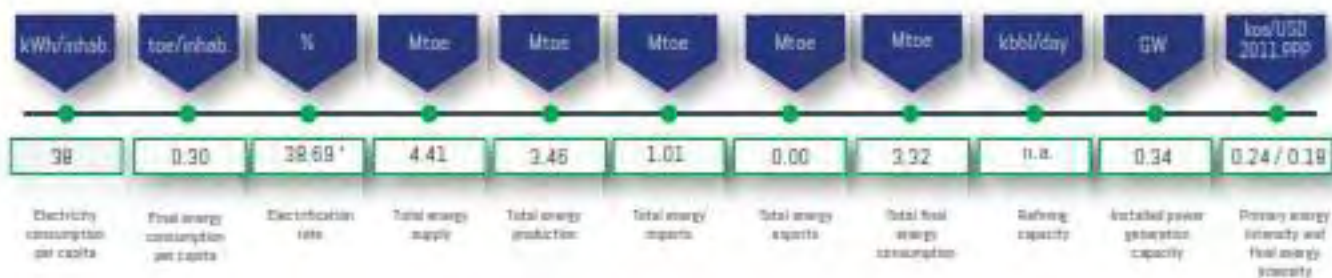 kWh/inhab.
toe/inhab.
%
Mtoe
Mtoe
Mtoe
Mtoe
Mtoe
kbbl/day
GW
koe/USD
2011 PPP
38
0.30
38.69 *
4.41
3.46
1.01
0.00
3.32
n.a.
0.34
0.24 / 0.18
Electricity
consumption
per capita
Final energy
consumption
per capita
Electrification
rate
Total energy
supply
Total energy
production
Total energy
imports
Total energy
exports
Total final
energy
consumption
Refining
capacity
Installed power
generation
capacity
Primary energy
intensity and
final energy
intensity